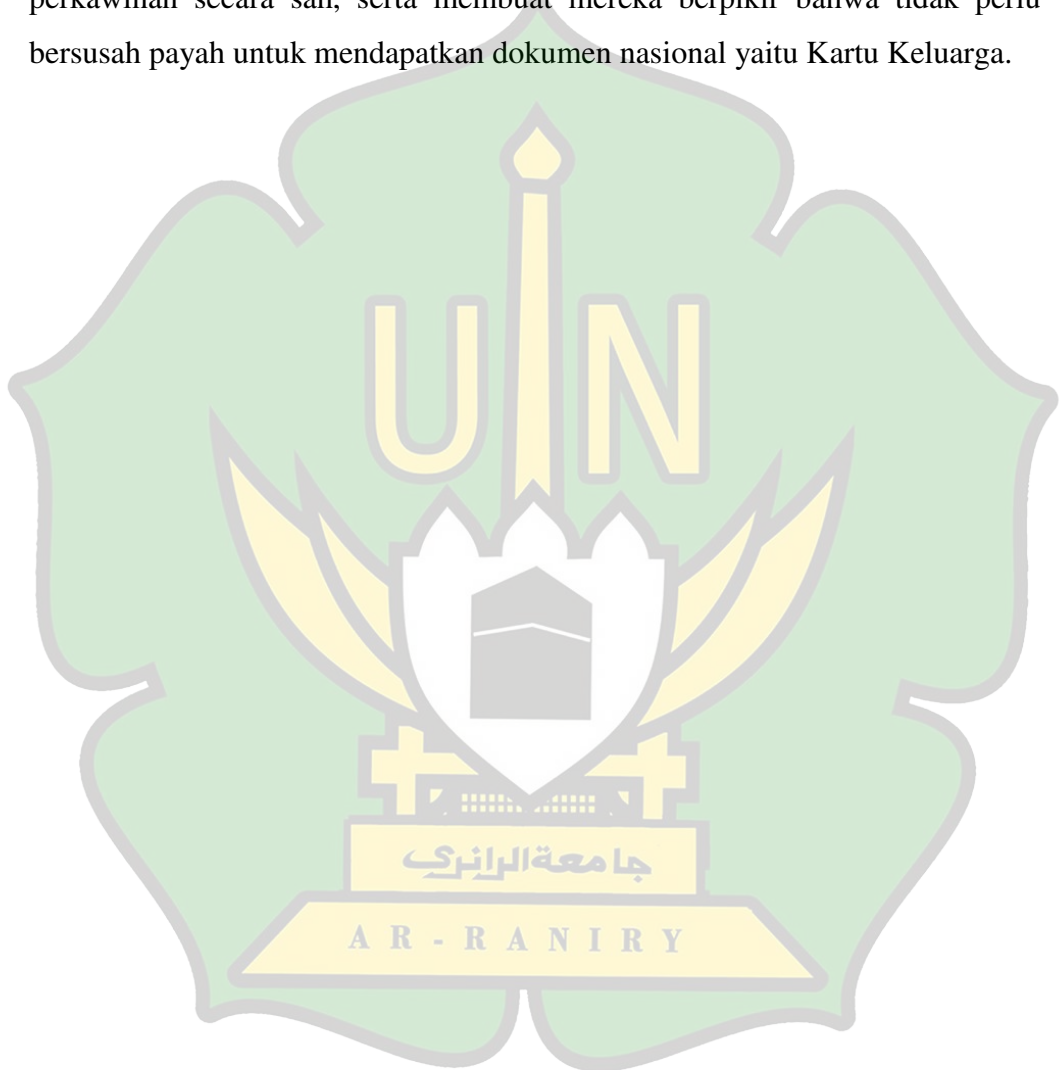 perkawinan secara sah, serta membuat mereka berpikir bahwa tidak perlu
bersusah payah untuk mendapatkan dokumen nasional yaitu Kartu Keluarga.
UIN
جامعةالرانري
AR-RANIRY